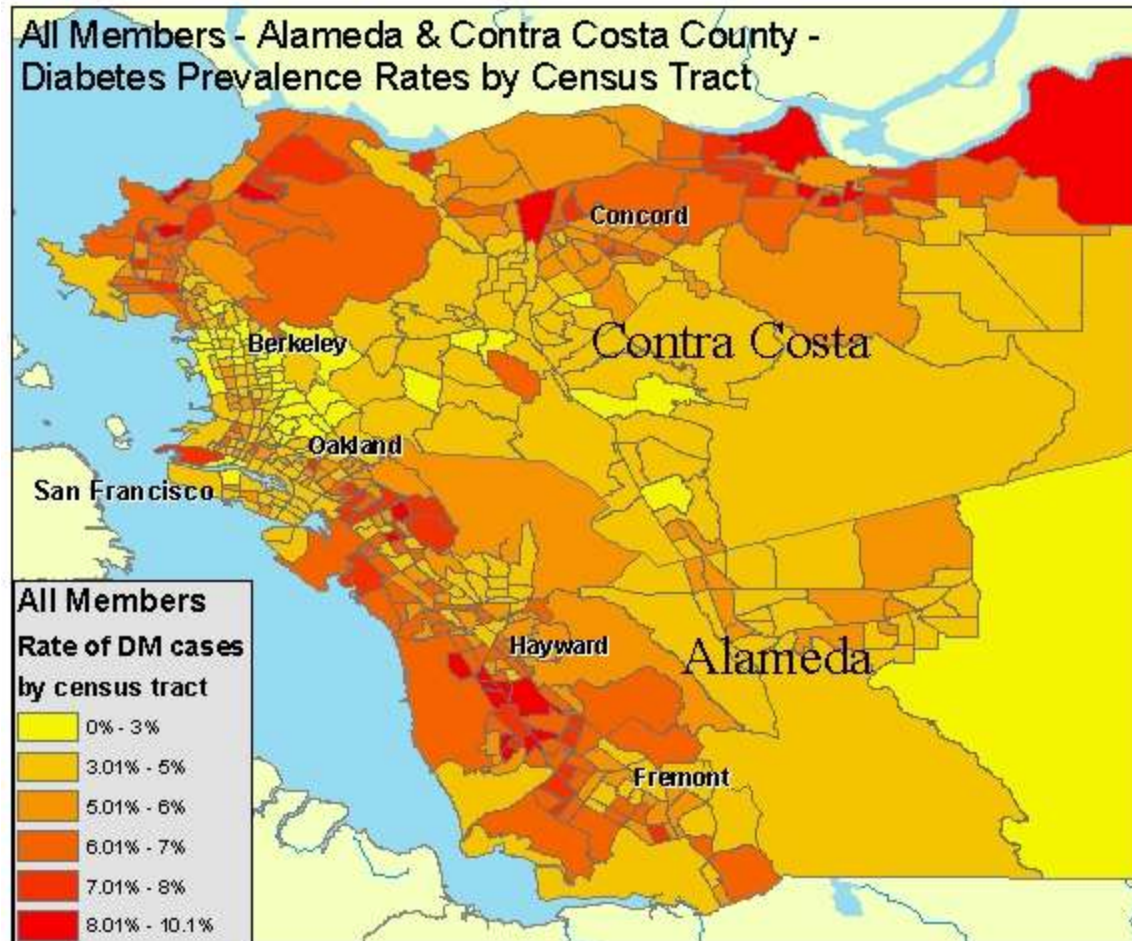 All Members - Alameda & Contra Costa County -
Diabetes Prevalence Rates by Census Tract
Concord
Contra Costa
Berkeley
Oakland
San Francisco
Hayward
Alameda
Fremont
All Members
Rate of DM cases
by census tract
0% - 3%
3.01% - 5%
5.01% - 6%
6.01% - 7%
7.01% - 8%
8.01% - 10.1%